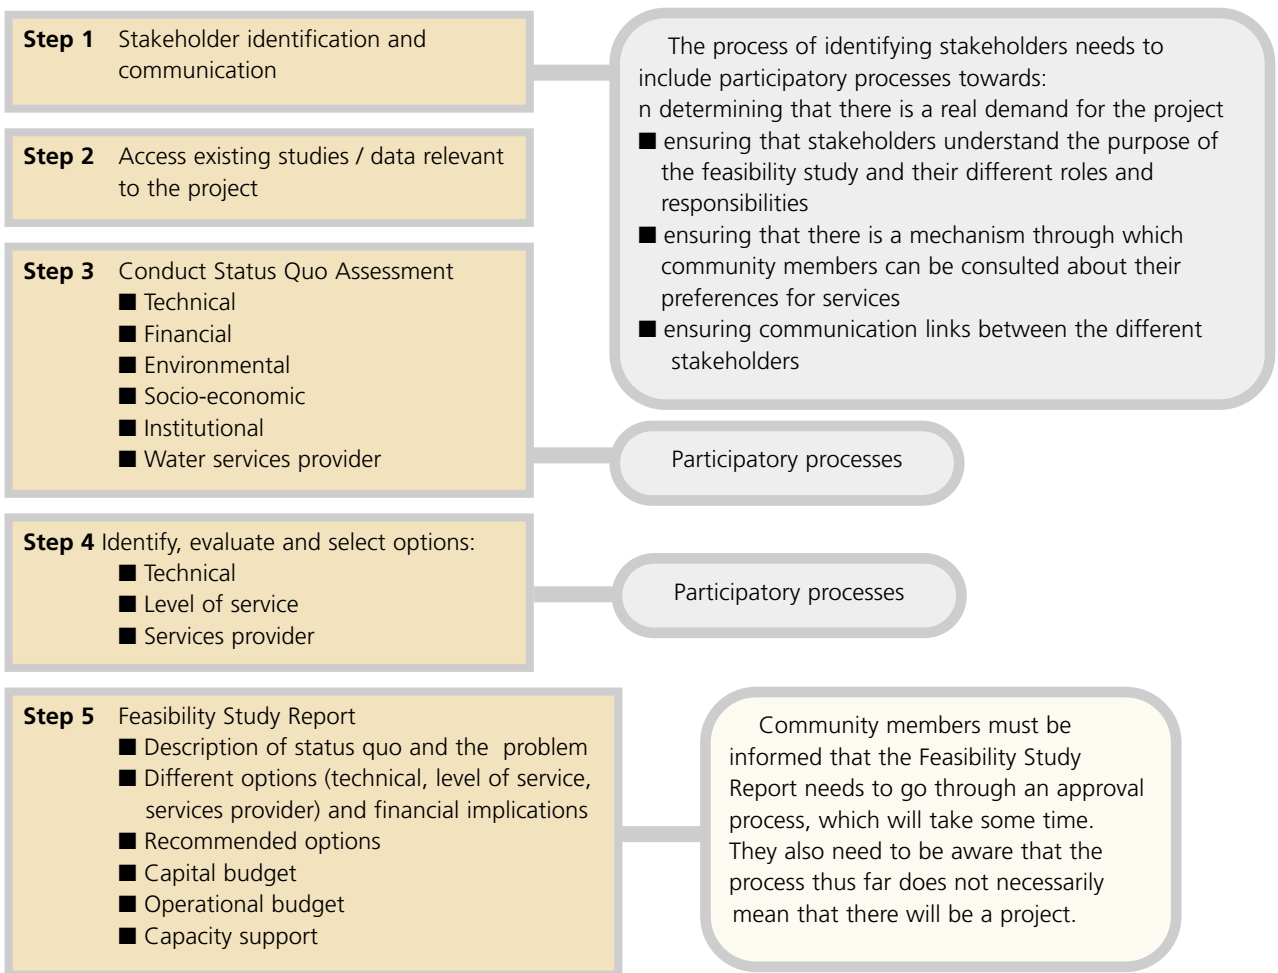 Step 1 Stakeholder identification and
communication
The process of identifying stakeholders needs to
include participatory processes towards:
n determining that there is a real demand for the project
■ ensuring that stakeholders understand the purpose of
the feasibility study and their different roles and
responsibilities
■ ensuring that there is a mechanism through which
community members can be consulted about their
preferences for services
■ ensuring communication links between the different
stakeholders
Step 2 Access existing studies / data relevant
to the project
Step 3 Conduct Status Quo Assessment
■ Technical
■ Financial
■ Environmental
■ Socio-economic
■ Institutional
■ Water services provider
Participatory processes
Step 4 Identify, evaluate and select options:
■ Technical
■ Level of service
■ Services provider
Participatory processes
Step 5 Feasibility Study Report
■ Description of status quo and the problem
■ Different options (technical, level of service,
services provider) and financial implications
■ Recommended options
■ Capital budget
■ Operational budget
■ Capacity support
Community members must be
informed that the Feasibility Study
Report needs to go through an approval
process, which will take some time.
They also need to be aware that the
process thus far does not necessarily
mean that there will be a project.